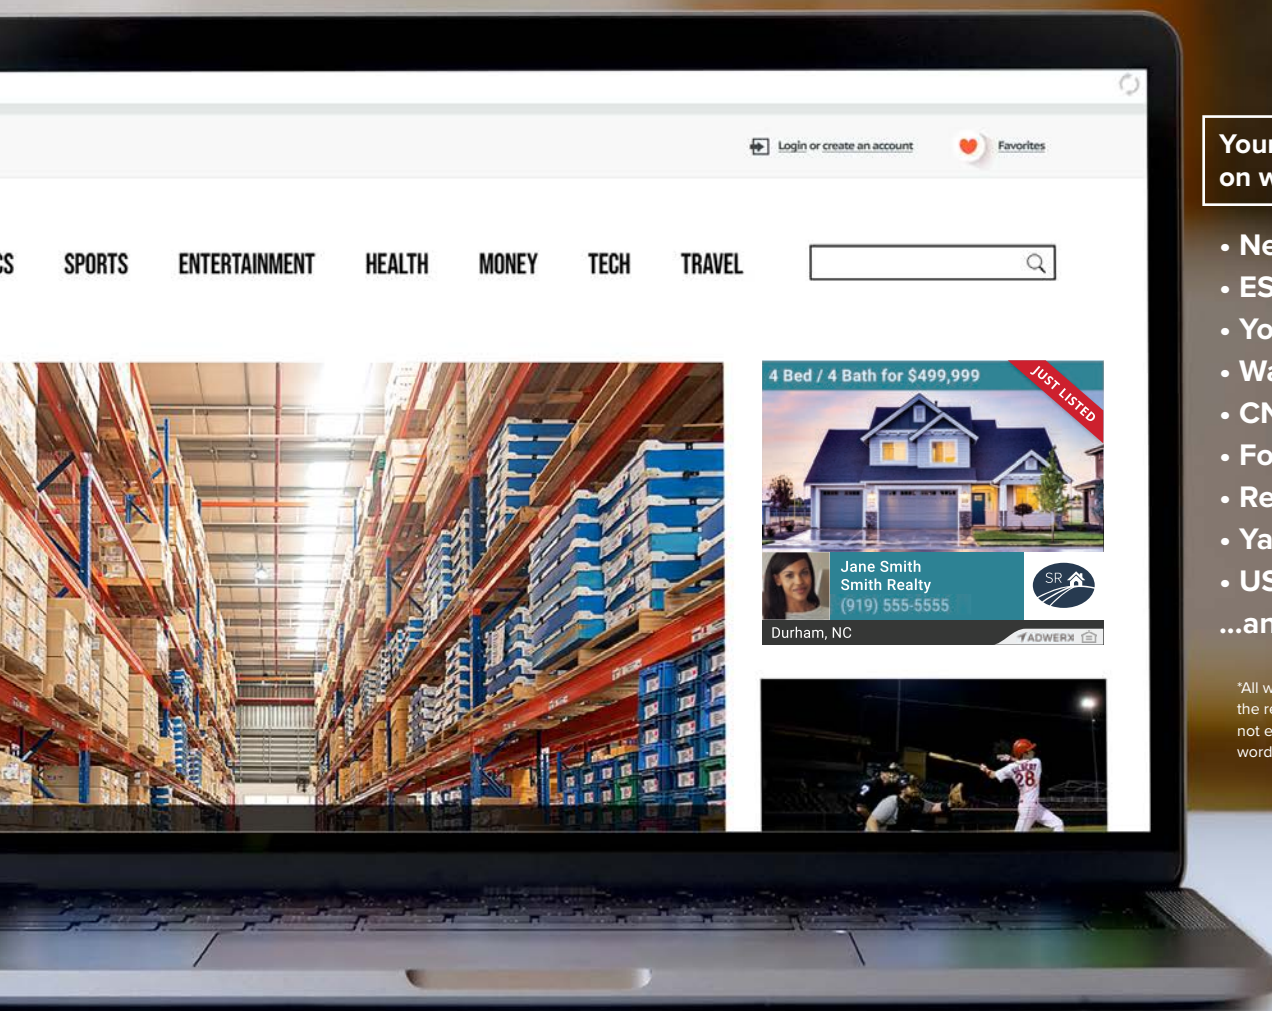 Login or create an account
Favorites
CS
SPORTS
ENTERTAINMENT
HEALTH
MONEY
TECH
TRAVEL
4 Bed / 4 Bath for $499,999
JUST LISTED
Jane Smith
Smith Realty
(919) 555-5555
SR
Durham, NC
ADWERX
28
Your
on w
• Ne
• ES
• Yo
• Wa
• CN
• Fo
• Re
• Ya
• US
...an
*All w
the re
not e
word